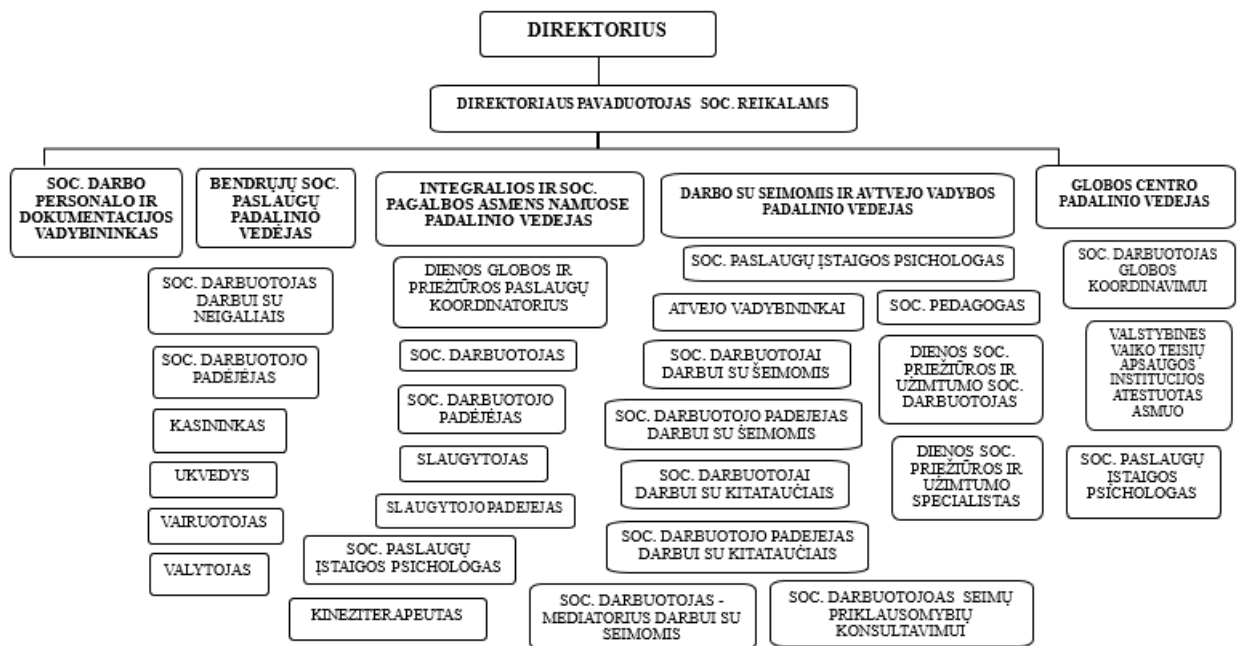 DIREKTORIUS
DIREKTORIAUS PAVADUOTOJAS SOC. REIKALAMS
SOC. DARBO
PERSONALO IR
DOKUMENTACIJOS
VADYBININKAS
BENDRŲJŲ SOC.
PASLAUGŲ
PADALINIO
VEDĖJAS
INTEGRALIOS IR SOC.
PAGALBOS ASMENS NAMUOSE
PADALINIO VEDEJAS
DARBO SU SEIMOMIS IR AVTVEJO VADYBOS
PADALINIO VEDEJAS
GLOBOS CENTRO
PADALINIO VEDEJAS
SOC. DARBUOTOJAS
DARBUI SU
NEIGALIAIS
SOC. DARBUOTOJO
PADĖJĖJAS
KASININKAS
UKVEDYS
VAIRUOTOJAS
VALYTOJAS
DIENOS GLOBOS IR
PRIEŽIŪROS PASLAUGŲ
KOORDINATORIUS
SOC. DARBUOTOJAS
SOC. DARBUOTOJO
PADĖJĖJAS
SLAUGYTOJAS
SLAUGYTOJO PADEJEJAS
SOC. PASLAUGŲ
ĮSTAIGOS PSICHOLOGAS
KINEZITERAPEUTAS
SOC. PASLAUGŲ ĮSTAIGOS PSICHOLOGAS
ATVEJO VADYBININKAI
SOC. DARBUOTOJAI
DARBUI SU ŠEIMOMIS
SOC. DARBUOTOJO PADEJEJAS
DARBUI SU ŠEIMOMIS
SOC. DARBUOTOJAI
DARBUI SU KITATAUČIAIS
SOC. DARBUOTOJO PADEJEJAS
DARBUI SU KITATAUČIAIS
SOC. DARBUOTOJAS -
MEDIATORIUS DARBUI SU
SEIMOMIS
SOC. PEDAGOGAS
DIENOS SOC.
PRIEŽIŪROS IR
UŽIMTUMO SOC.
DARBUOTOJAS
DIENOS SOC.
PRIEŽIŪROS IR
UŽIMTUMO
SPECIALISTAS
SOC. DARBUOTOJOAS SEIMŲ
PRIKLAUSOMYBIŲ
KONSULTAVIMUI
SOC. DARBUOTOJAS
GLOBOS
KOORDINAVIMUI
VALSTYBINES
VAIKO TEISIŲ
APSAUGOS
INSTITUCIJOS
ATESTUOTAS
ASMUO
SOC. PASLAUGŲ
ĮSTAIGOS
PSICHOLOGAS